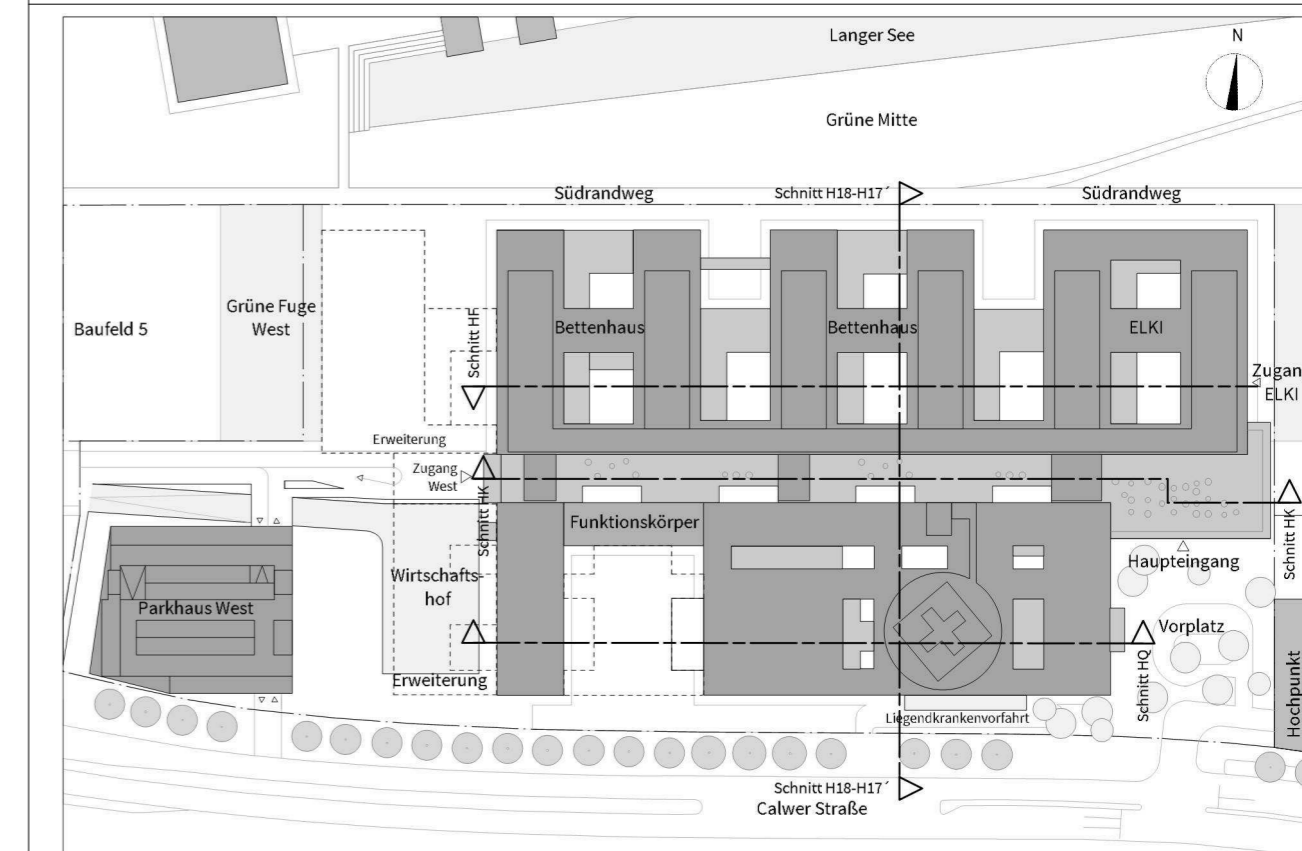 Langer See
N
Grüne Mitte
Südrandweg
Schnitt H18-H17´
Südrandweg
Baufeld 5
Grüne Fuge
West
Schnitt HF
Bettenhaus
Bettenhaus
ELKI
Zugan
ELKI
Erweiterung
Zugang
West
Schnitt HK
Funktionskörper
Haupteingang
Schnitt HK
Wirtschafts-
hof
Parkhaus West
Vorplatz
Erweiterung
Schnitt HQ
Hochpunkt
Liegendkrankenvorfahrt
Schnitt H18-H17´
Calwer Straße